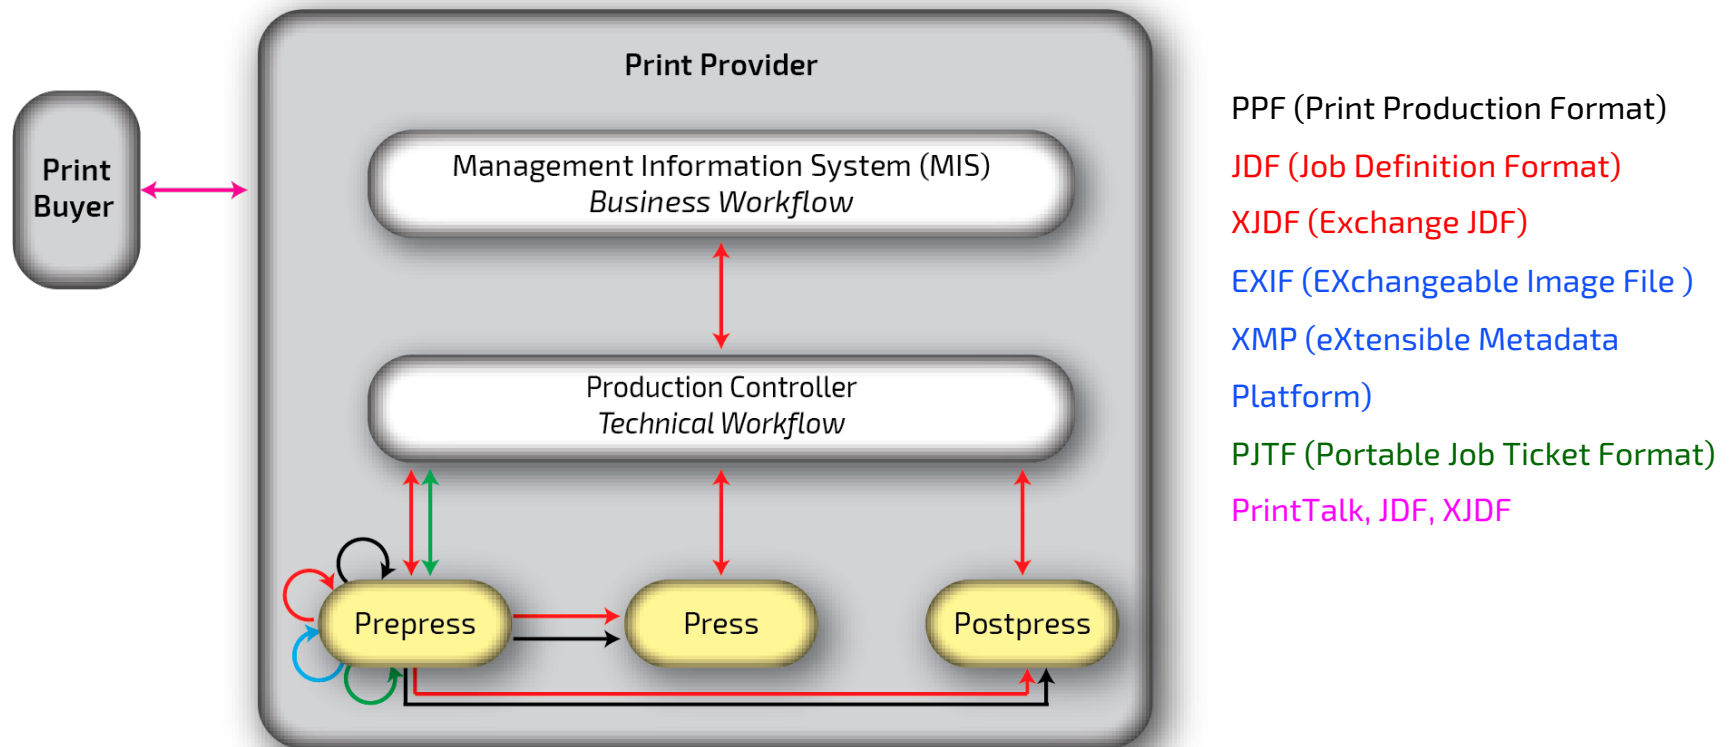 Print Provider
Print
Buyer
Management Information System (MIS)
Business Workflow
Production Controller
Technical Workflow
Prepress
Press
Postpress
PPF (Print Production Format)
JDF (Job Definition Format)
XJDF (Exchange JDF)
EXIF (EXchangeable Image File )
XMP (eXtensible Metadata
Platform)
PJTF (Portable Job Ticket Format)
PrintTalk, JDF, XJDF